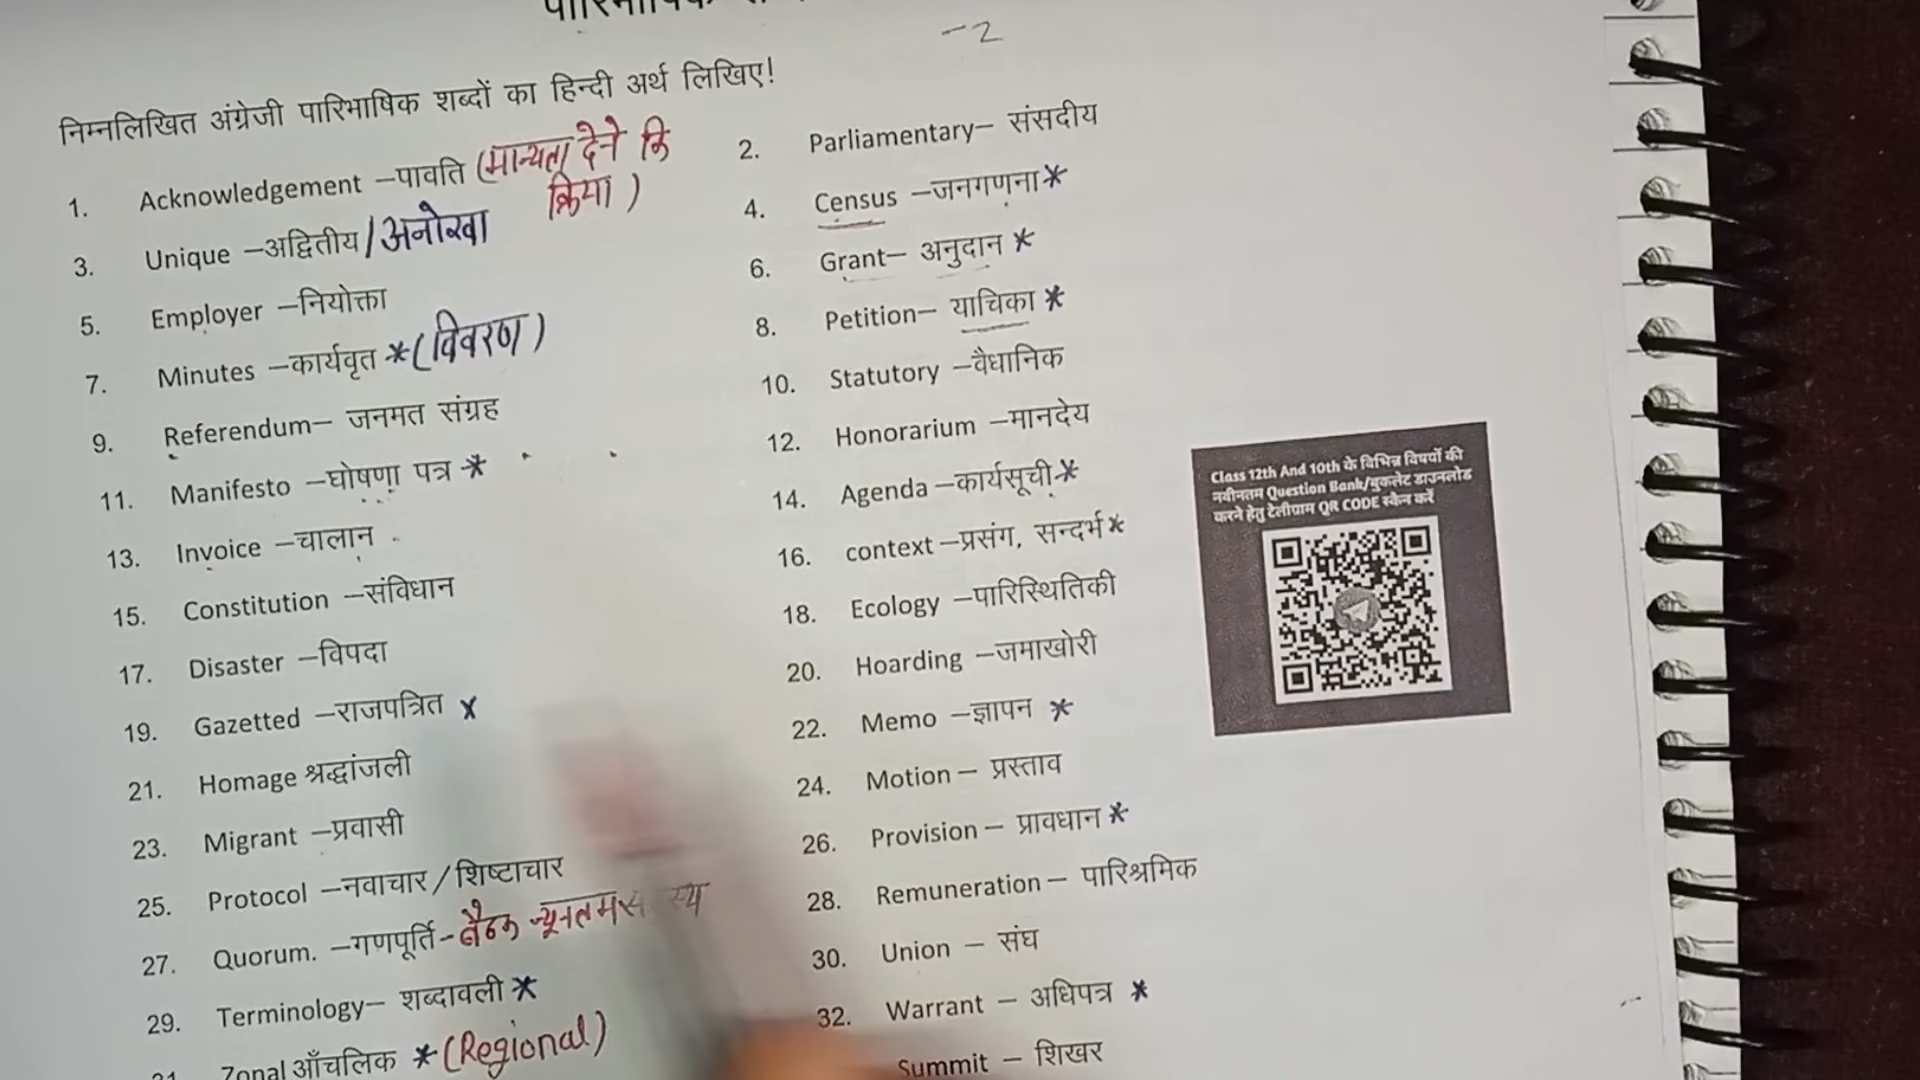 पारिभाषिक
-2
निम्नलिखित अंग्रेजी पारिभाषिक शब्दों का हिन्दी अर्थ लिखिए!
1. Acknowledgement –पावति (मान्यता देने कि क्रिया)
2. Parliamentary– संसदीय
3. Unique –अद्वितीय/अनोखा
4. Census –जनगणना*
5. Employer –नियोक्ता
6. Grant– अनुदान *
7. Minutes –कार्यवृत *(विवरण)
8. Petition– याचिका *
9. Referendum– जनमत संग्रह
10. Statutory –वैधानिक
11. Manifesto –घोषणा पत्र *
12. Honorarium –मानदेय
13. Invoice –चालान
14. Agenda –कार्यसूची*
15. Constitution –संविधान
16. context –प्रसंग, सन्दर्भ*
17. Disaster –विपदा
18. Ecology –पारिस्थितिकी
19. Gazetted –राजपत्रित x
20. Hoarding –जमाखोरी
21. Homage श्रद्धांजली
22. Memo –ज्ञापन *
23. Migrant –प्रवासी
24. Motion – प्रस्ताव
25. Protocol –नवाचार/शिष्टाचार
26. Provision – प्रावधान *
27. Quorum. –गणपूर्ति-बैठक न्यूनतम
28. Remuneration – पारिश्रमिक
29. Terminology– शब्दावली *
30. Union – संघ
31. Zonal आँचलिक *(Regional)
32. Warrant – अधिपत्र *
Summit – शिखर
Class 12th And 10th के विभिन्न विषयों की
नवीनतम Question Bank/बुकलेट डाउनलोड
करने हेतु टेलीग्राम QR CODE स्कैन करें